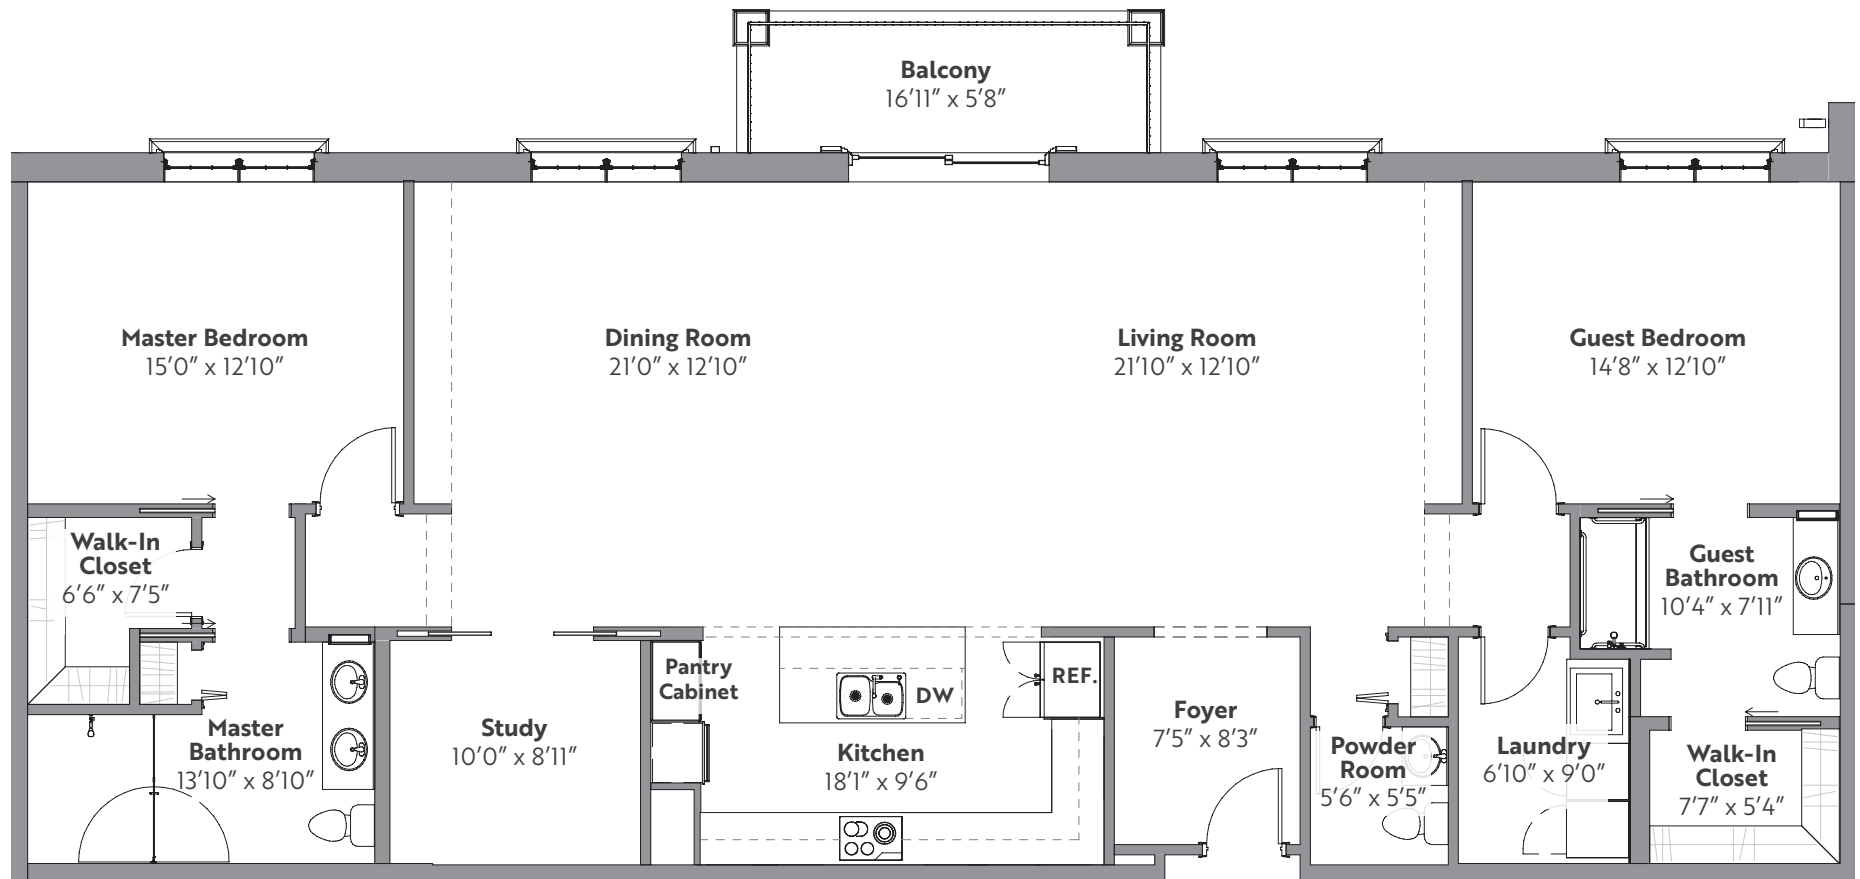 Balcony
16'11" x 5'8"
Master Bedroom
15'0" x 12'10"
Dining Room
21'0" x 12'10"
Living Room
21'10" x 12'10"
Guest Bedroom
14'8" x 12'10"
Walk-In
Closet
6'6" x 7'5"
Guest
Bathroom
10'4" x 7'11"
Pantry
Cabinet
DW
REF.
Master
Bathroom
13'10" x 8'10"
Study
10'0" x 8'11"
Kitchen
18'1" x 9'6"
Foyer
7'5" x 8'3"
Powder
Room
5'6" x 5'5"
Laundry
6'10" x 9'0"
Walk-In
Closet
7'7" x 5'4"